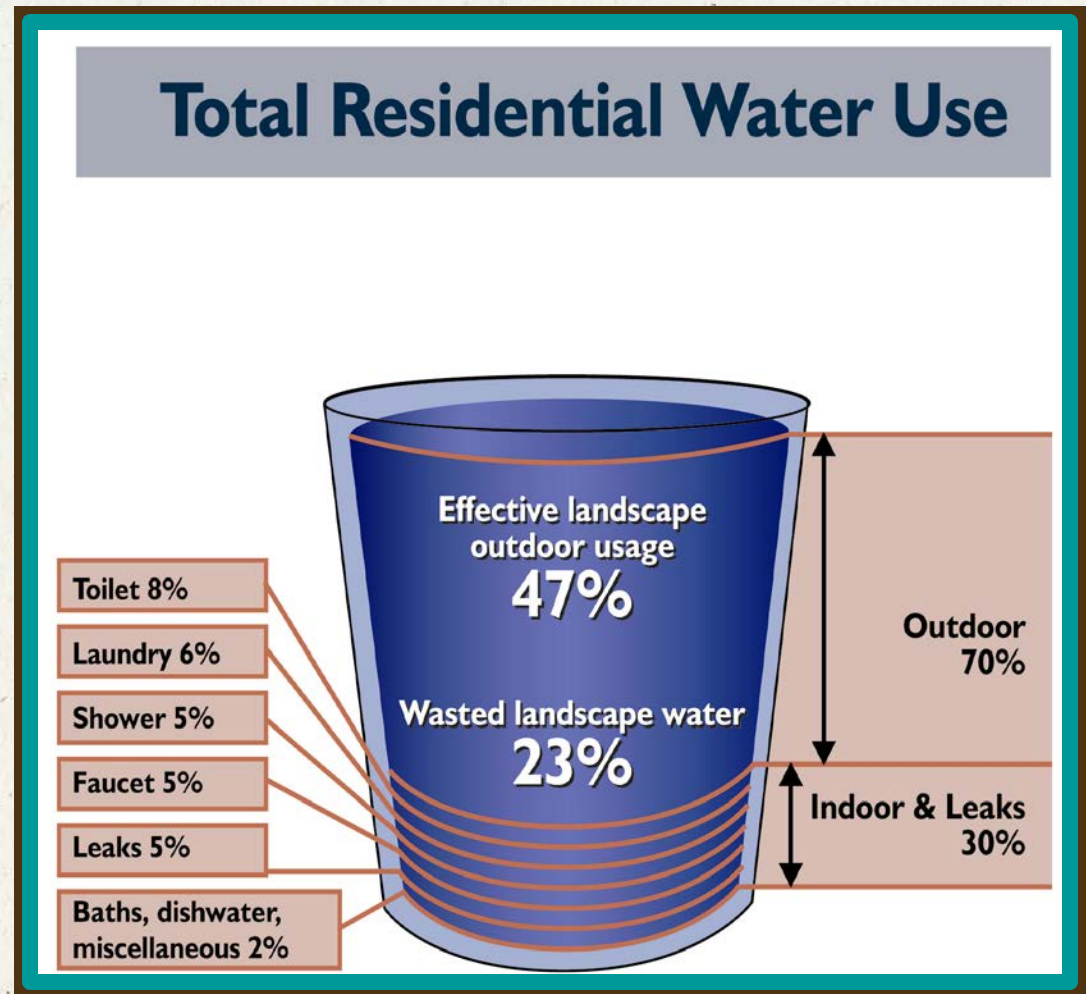 Total Residential Water Use
Effective landscape
outdoor usage
47%
Wasted landscape water
23%
Toilet 8%
Laundry 6%
Shower 5%
Faucet 5%
Leaks 5%
Baths, dishwater,
miscellaneous 2%
Outdoor
70%
Indoor & Leaks
30%